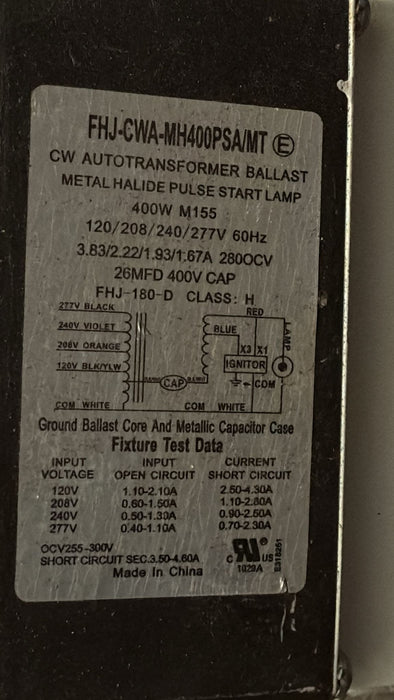 FHJ-CWA-MH400PSA/MT E
CW AUTOTRANSFORMER BALLAST
METAL HALIDE PULSE START LAMP
400W M155
120/208/240/277V 60Hz
3.83/2.22/1.93/1.67A 280OCV
26MFD 400V CAP
FHJ-180-D CLASS: H
277V BLACK RED
240V VIOLET BLUE LAMP
208V ORANGE X3 X1
120V BLK/YLW IGNITOR
CAP COM
COM WHITE COM WHITE
Ground Ballast Core And Metallic Capacitor Case
Fixture Test Data
INPUT INPUT CURRENT
VOLTAGE OPEN CIRCUIT SHORT CIRCUIT
120V 1.10-2.10A 2.50-4.30A
208V 0.60-1.50A 1.10-2.80A
240V 0.50-1.30A 0.90-2.50A
277V 0.40-1.10A 0.70-2.30A
OCV255-300V
SHORT CIRCUIT SEC.3.50-4.60A
Made In China
c UR ® US
1029A
E318251